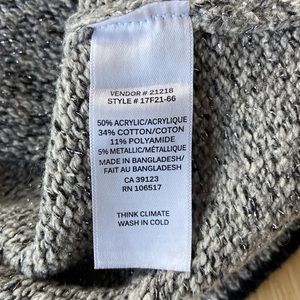 VENDOR # 21218
STYLE # 17F21-66
50% ACRYLIC/ACRYLIQUE
34% COTTON/COTON
11% POLYAMIDE
5% METALLIC/MÉTALLIQUE
MADE IN BANGLADESH/
FAIT AU BANGLADESH
CA 39123
RN 106517
THINK CLIMATE
WASH IN COLD